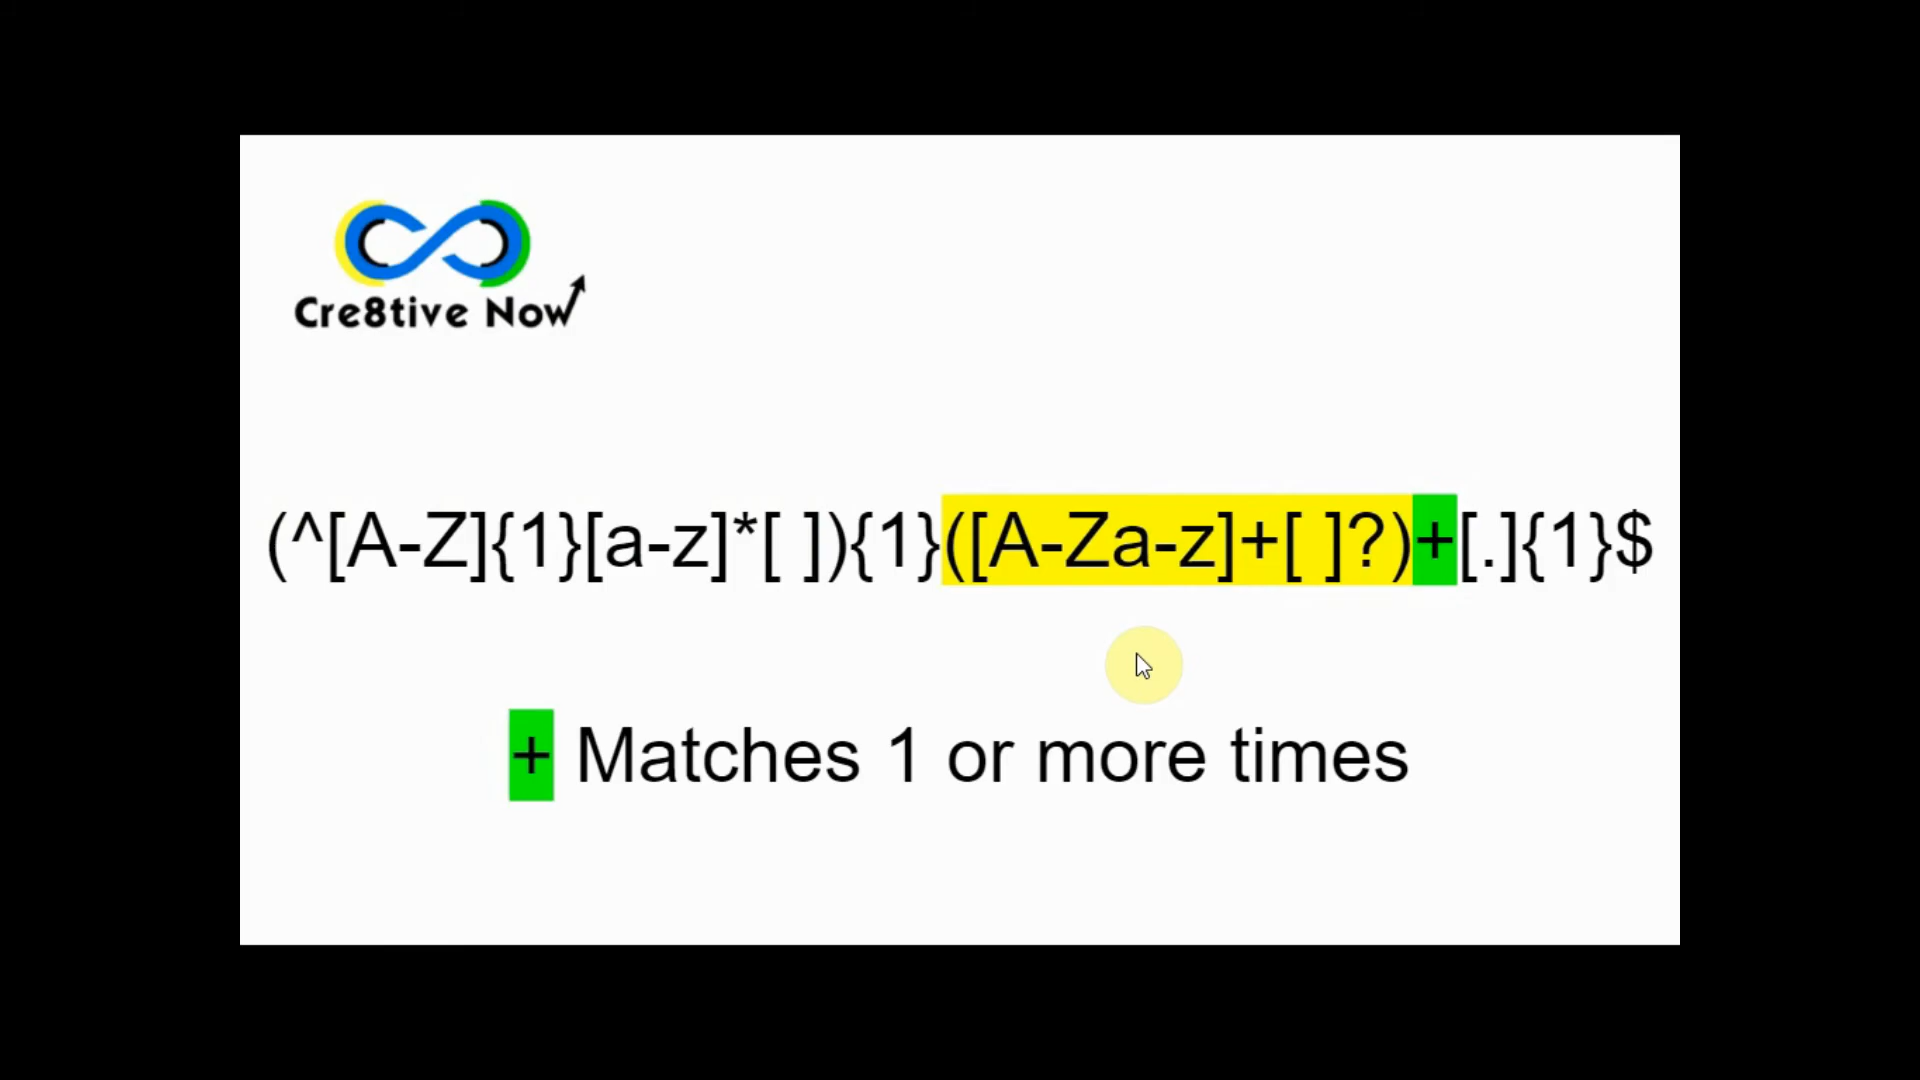 Cre8tive Now
(^[A-Z]{1}[a-z]*[ ]){1}([A-Za-z]+[ ]?)+[.]{1}$
+ Matches 1 or more times